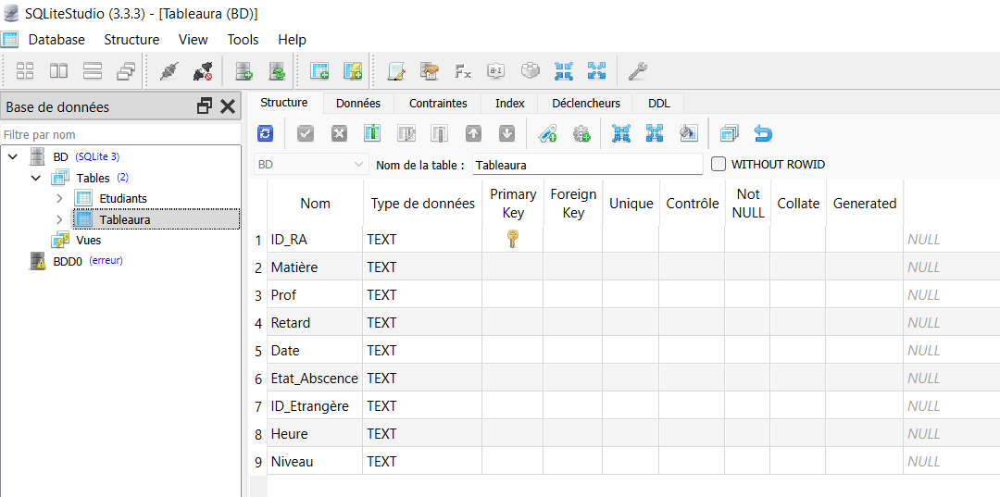 SQLiteStudio (3.3.3) - [Tableaura (BD)]
Database Structure View Tools Help
Base de données
Filtre par nom
BD (SQLite 3)
Tables (2)
Etudiants
Tableaura
Vues
BDD0 (erreur)
Structure Données Contraintes Index Déclencheurs DDL
BD Nom de la table : Tableaura WITHOUT ROWID
Nom Type de données Primary Key Foreign Key Unique Contrôle Not NULL Collate Generated
1 ID_RA TEXT NULL
2 Matière TEXT NULL
3 Prof TEXT NULL
4 Retard TEXT NULL
5 Date TEXT NULL
6 Etat_Abscence TEXT NULL
7 ID_Etrangère TEXT NULL
8 Heure TEXT NULL
9 Niveau TEXT NULL